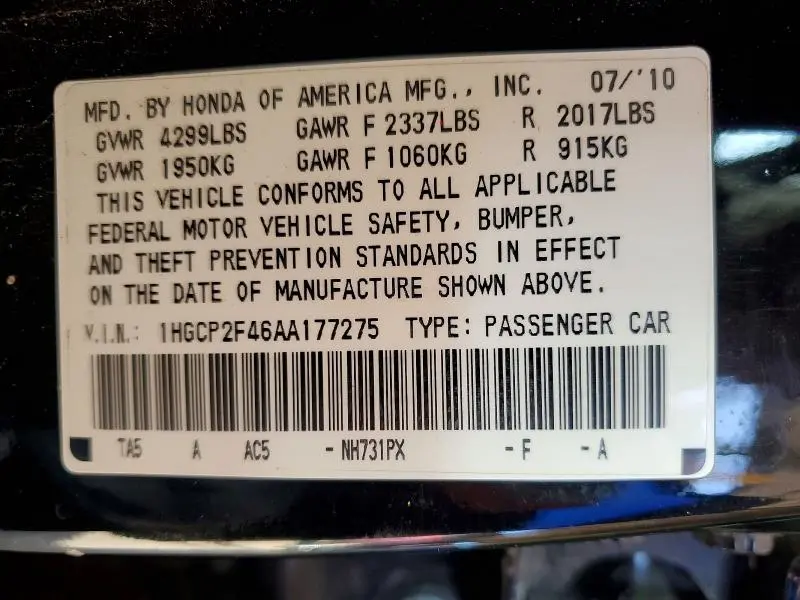 MFD. BY HONDA OF AMERICA MFG., INC. 07/'10
GVWR 4299LBS GAWR F 2337LBS R 2017LBS
GVWR 1950KG GAWR F 1060KG R 915KG
THIS VEHICLE CONFORMS TO ALL APPLICABLE
FEDERAL MOTOR VEHICLE SAFETY, BUMPER,
AND THEFT PREVENTION STANDARDS IN EFFECT
ON THE DATE OF MANUFACTURE SHOWN ABOVE.
V.I.N.: 1HGCP2F46AA177275 TYPE: PASSENGER CAR
TA5 A AC5 -NH731PX -F -A